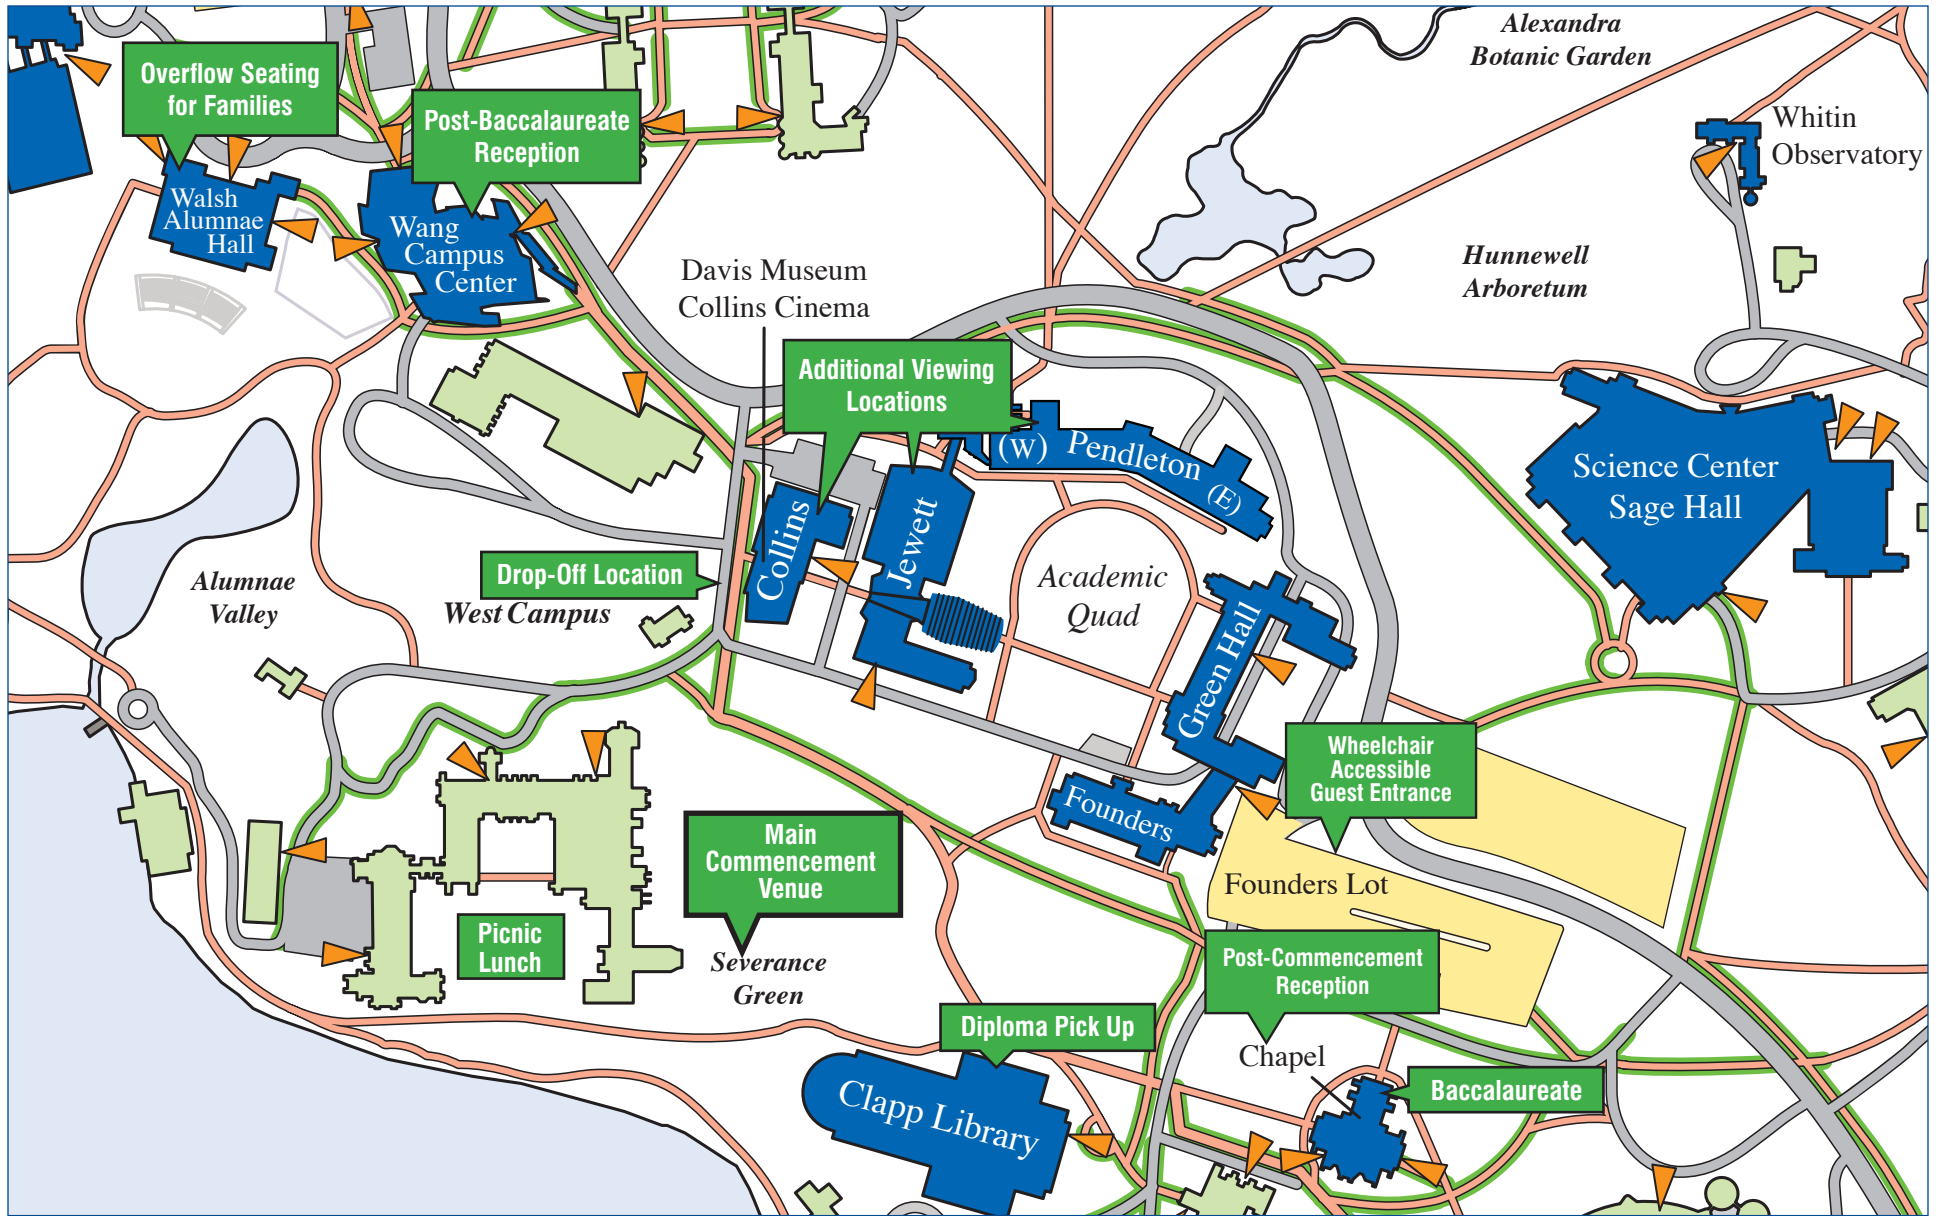 Alexandra
Botanic Garden
Overflow Seating
for Families
Post-Baccalaureate
Reception
Whitin
Observatory
Walsh
Alumnae
Hall
Wang
Campus
Center
Davis Museum
Collins Cinema
Hunnewell
Arboretum
Additional Viewing
Locations
(W) Pendleton (E)
Science Center
Sage Hall
Collins
Jewett
Drop-Off Location
Academic
Quad
Alumnae
Valley
West Campus
Green Hall
Wheelchair
Accessible
Guest Entrance
Founders
Main
Commencement
Venue
Founders Lot
Picnic
Lunch
Severance
Green
Post-Commencement
Reception
Diploma Pick Up
Chapel
Baccalaureate
Clapp Library